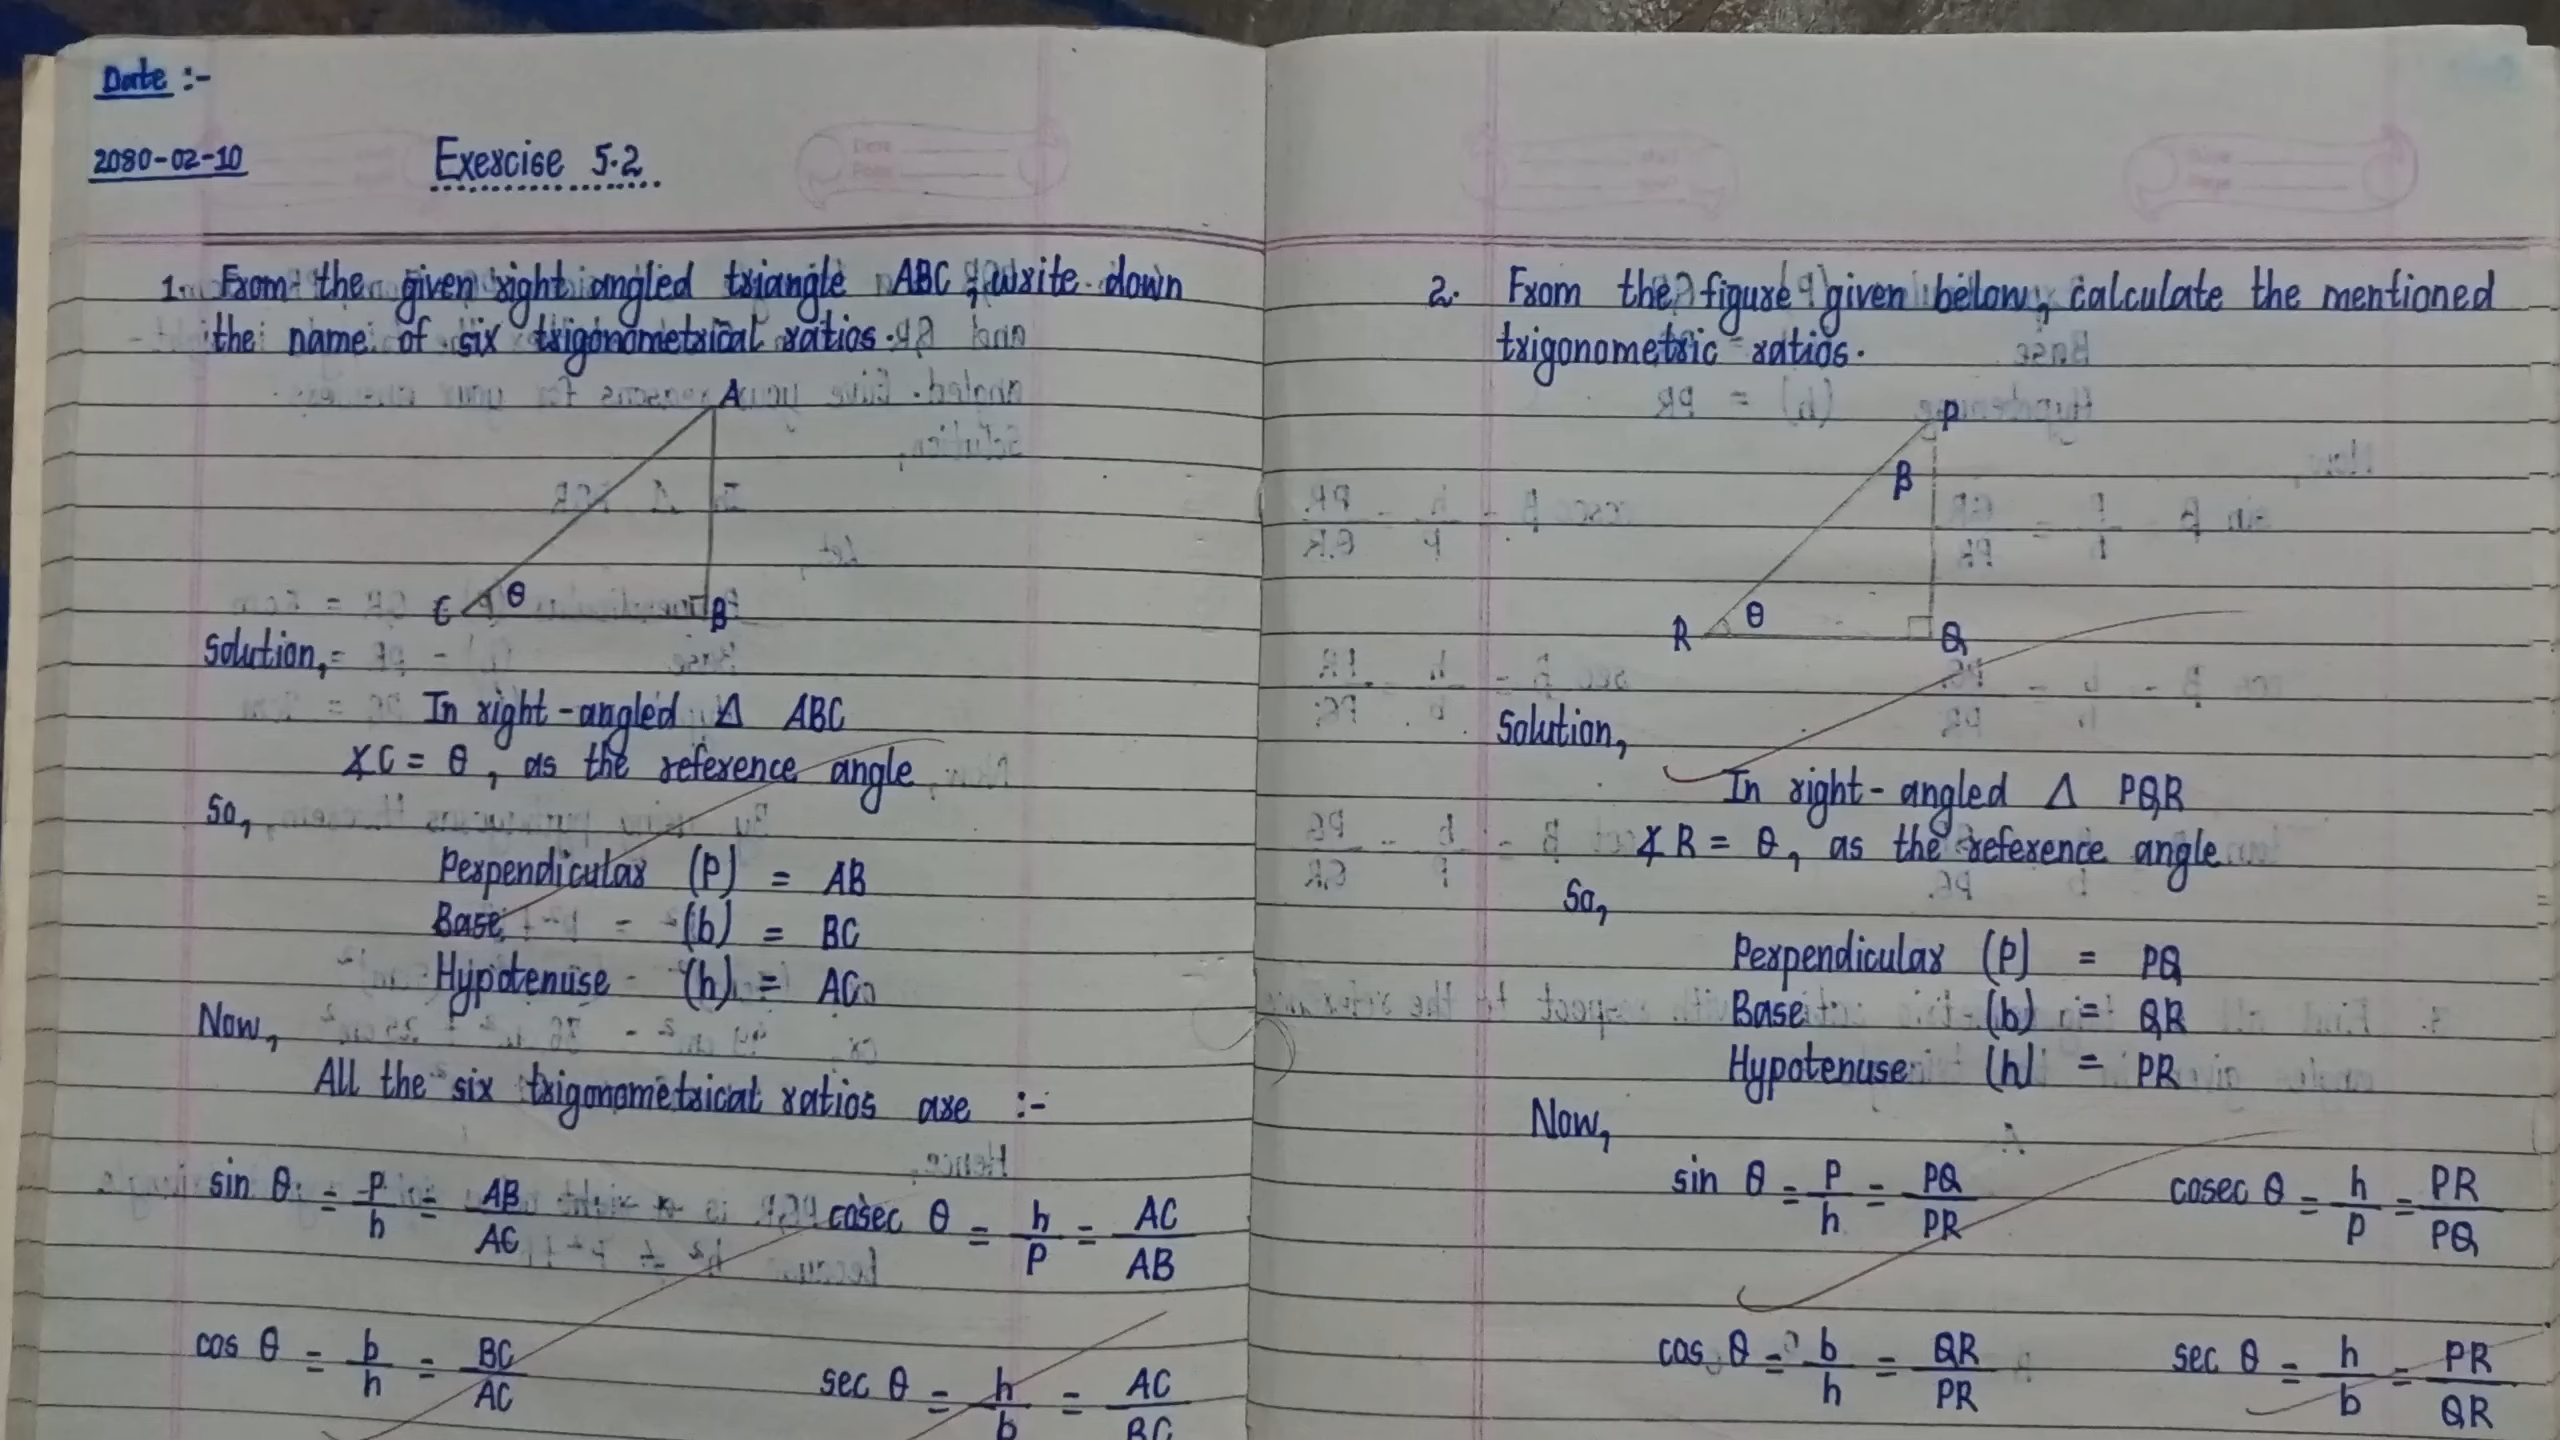 Date :-
2080-02-10
Exercise 5.2
1. From the given right angled triangle ABC, write down
the name of six trigonometrical ratios.
A
θ
C
B
Solution,
In right-angled Δ ABC
∡C = θ, as the reference angle,
So,
Perpendicular (p) = AB
Base (b) = BC
Hypotenuse (h) = AC
Now,
All the six trigonometrical ratios are :-
sin θ = p/h = AB/AC cosec θ = h/p = AC/AB
cos θ = b/h = BC/AC sec θ = h/b = AC/BC
2. From the figure given below, calculate the mentioned
trigonometric ratios.
P
β
θ
R
Q
Solution,
In right-angled Δ PQR
∡R = θ, as the reference angle
So,
Perpendicular (p) = PQ
Base (b) = QR
Hypotenuse (h) = PR
Now,
sin θ = p/h = PQ/PR cosec θ = h/p = PR/PQ
cos θ = b/h = QR/PR sec θ = h/b = PR/QR